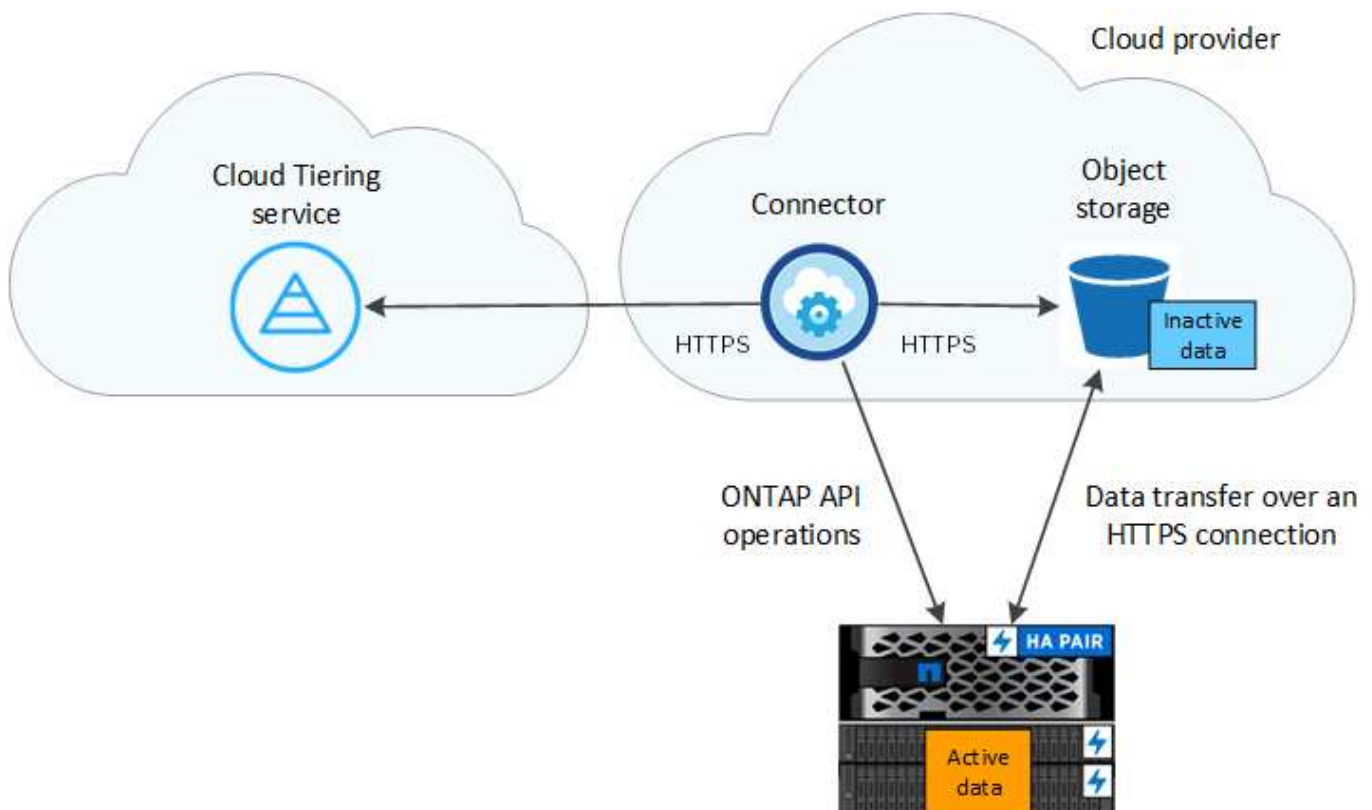 Cloud provider
Cloud Tiering
service
Connector
Object
storage
Inactive
data
HTTPS
HTTPS
ONTAP API
operations
Data transfer over an
HTTPS connection
HA PAIR
Active
data